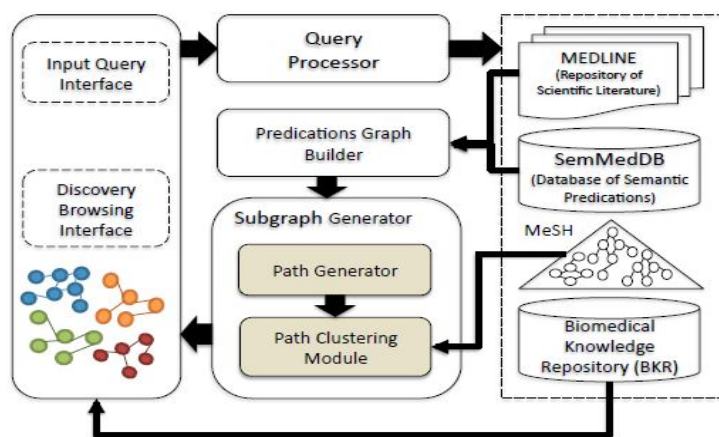 Input Query
Interface
Discovery
Browsing
Interface
Query
Processor
Predications Graph
Builder
Subgraph Generator
Path Generator
Path Clustering
Module
MEDLINE
(Repository of
Scientific Literature)
SemMedDB
(Database of Semantic
Predications)
MeSH
Biomedical
Knowledge
Repository (BKR)